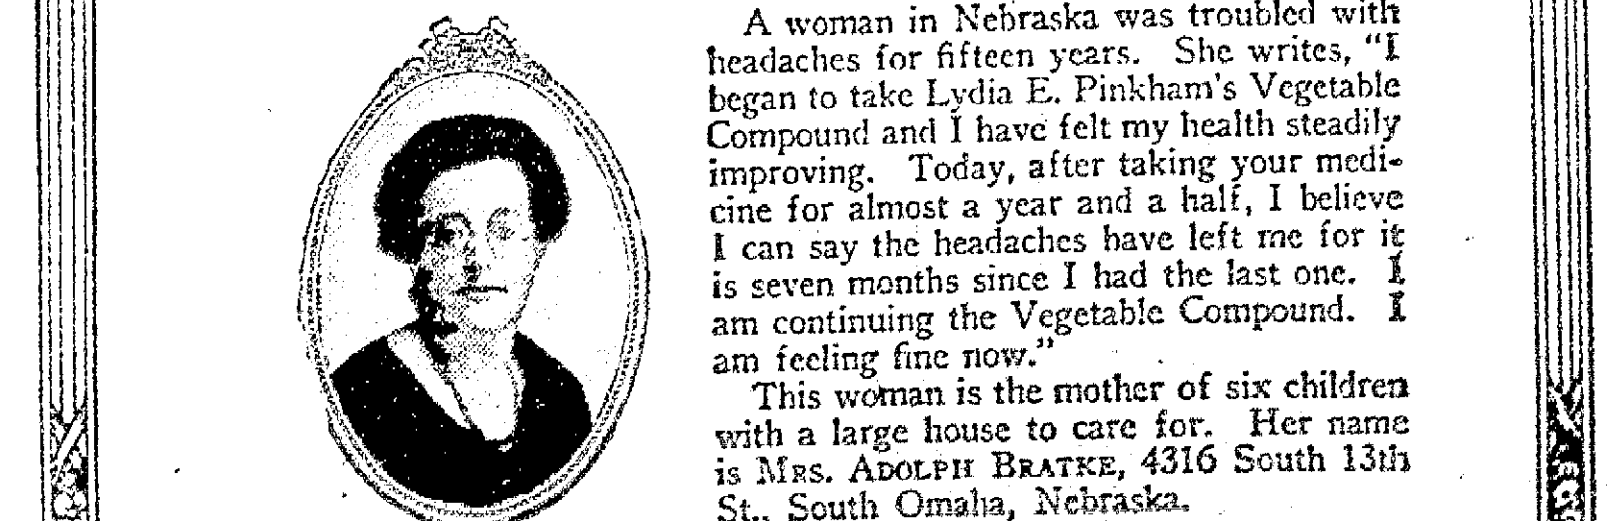 A woman in Nebraska was troubled with
headaches for fifteen years. She writes, “I
began to take Lydia E. Pinkham's Vegetable
Compound and I have felt my health steadily
improving. Today, after taking your medi-
cine for almost a year and a half, I believe
I can say the headaches have left me for it
is seven months since I had the last one. I
am continuing the Vegetable Compound. I
am feeling fine now.”
This woman is the mother of six children
with a large house to care for. Her name
is MRS. ADOLPH BRATKE, 4316 South 13th
St., South Omaha, Nebraska.